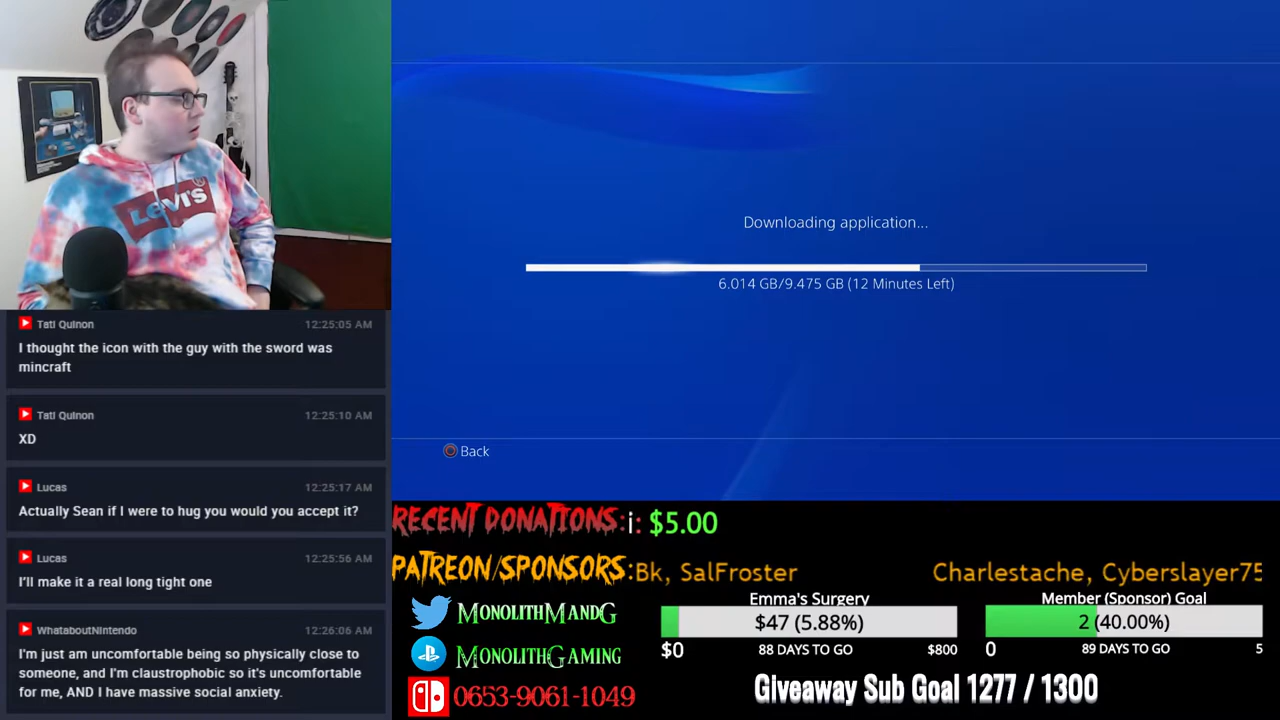 LEVI'S
Downloading application...
6.014 GB/9.475 GB (12 Minutes Left)
Back
Tati Quinon 12:25:05 AM
I thought the icon with the guy with the sword was
mincraft
Tati Quinon 12:25:10 AM
XD
Lucas 12:25:17 AM
Actually Sean if I were to hug you would you accept it?
Lucas 12:25:56 AM
I'll make it a real long tight one
WhataboutNintendo 12:26:06 AM
I'm just am uncomfortable being so physically close to
someone, and I'm claustrophobic so it's uncomfortable
for me, AND I have massive social anxiety.
RECENT DONATIONS:i: $5.00
PATREON/SPONSORS:Bk, SalFroster Charlestache, Cyberslayer75
MonolithMandG
MonolithGaming
0653-9061-1049
Emma's Surgery
$47 (5.88%)
$0 88 DAYS TO GO $800
Member (Sponsor) Goal
2 (40.00%)
0 89 DAYS TO GO 5
Giveaway Sub Goal 1277 / 1300